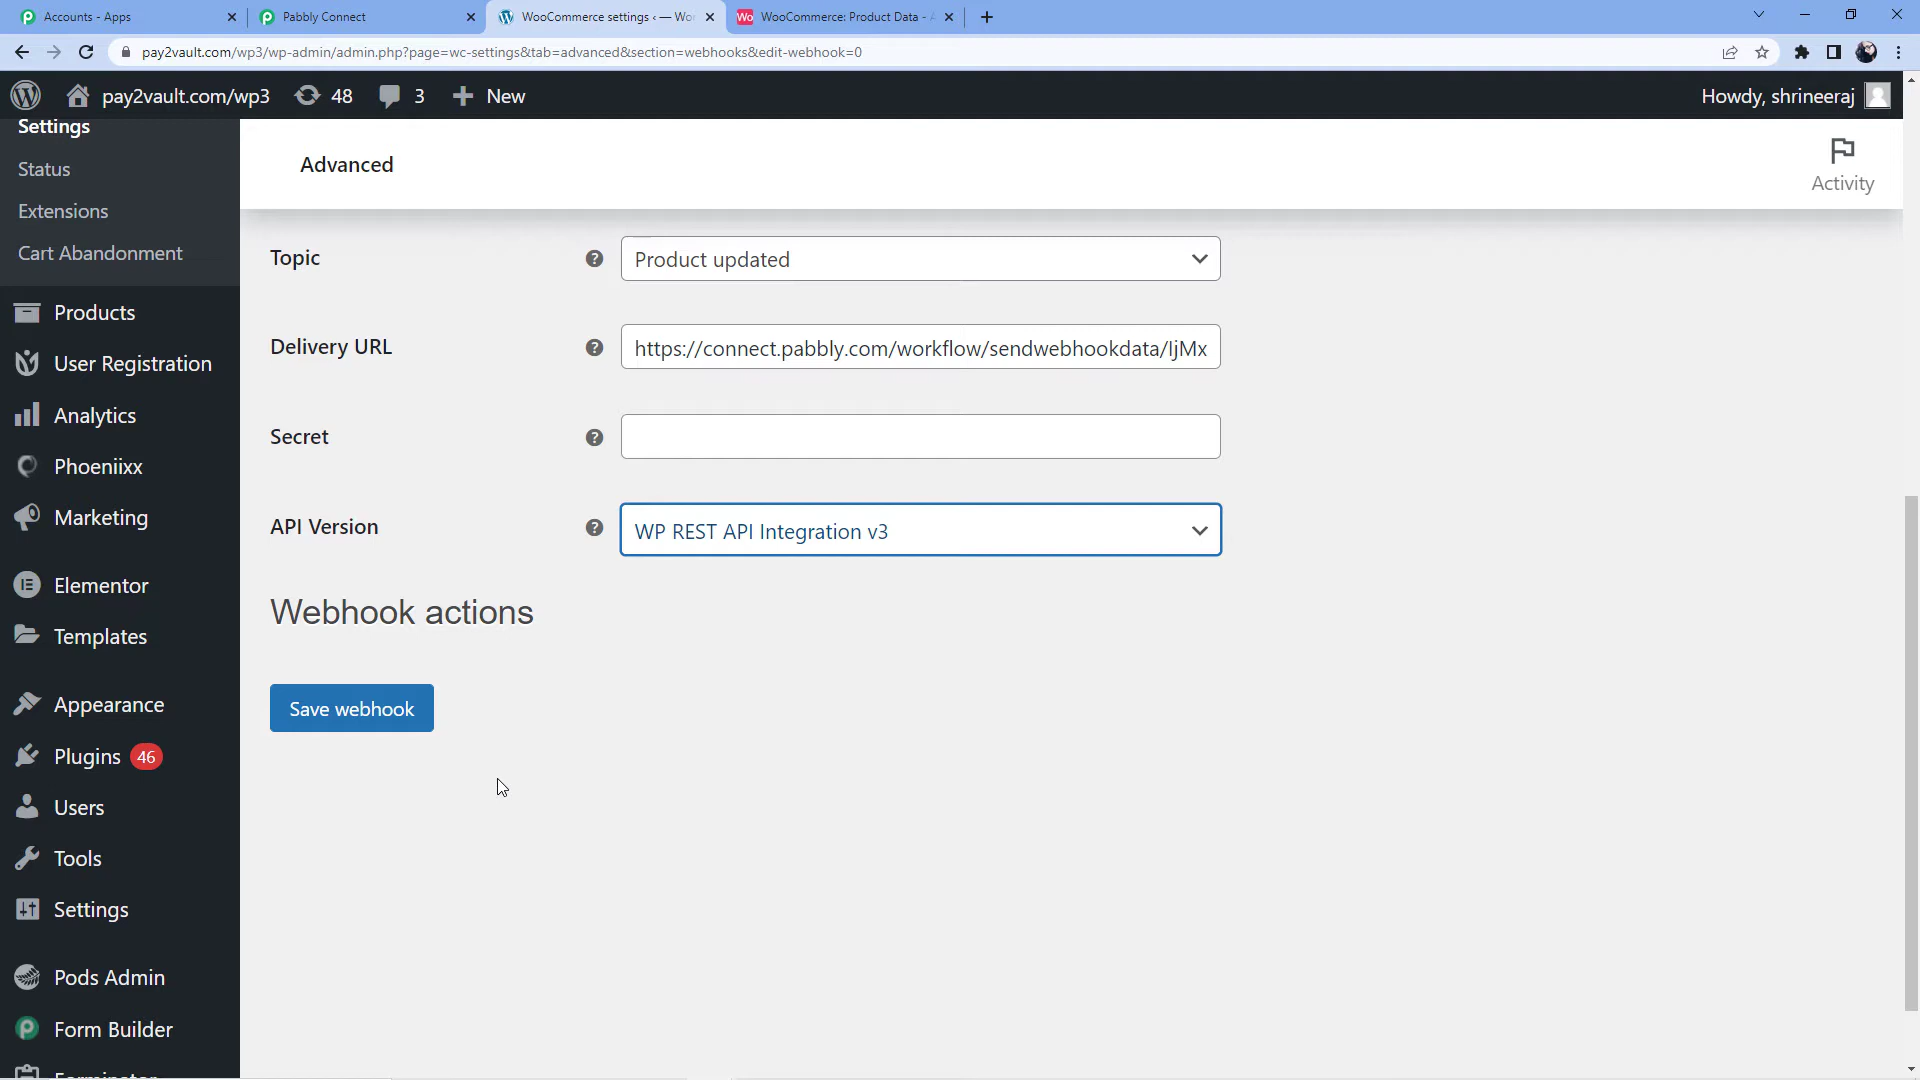 Accounts - Apps
Pabbly Connect
WooCommerce settings ‹ — Wor
WooCommerce: Product Data - A
pay2vault.com/wp3/wp-admin/admin.php?page=wc-settings&tab=advanced&section=webhooks&edit-webhook=0
pay2vault.com/wp3
48
3
New
Howdy, shrineeraj
Settings
Status
Extensions
Cart Abandonment
Products
User Registration
Analytics
Phoeniixx
Marketing
Elementor
Templates
Appearance
Plugins 46
Users
Tools
Settings
Pods Admin
Form Builder
Forminator
Advanced
Activity
Topic
Product updated
Delivery URL
https://connect.pabbly.com/workflow/sendwebhookdata/IjMx
Secret
API Version
WP REST API Integration v3
Webhook actions
Save webhook